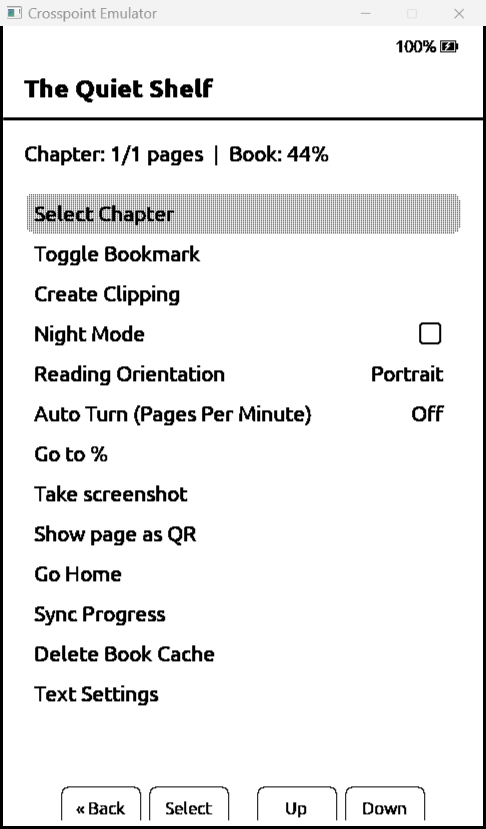 Crosspoint Emulator
100%
The Quiet Shelf
Chapter: 1/1 pages | Book: 44%
Select Chapter
Toggle Bookmark
Create Clipping
Night Mode
Reading Orientation Portrait
Auto Turn (Pages Per Minute) Off
Go to %
Take screenshot
Show page as QR
Go Home
Sync Progress
Delete Book Cache
Text Settings
« Back Select Up Down